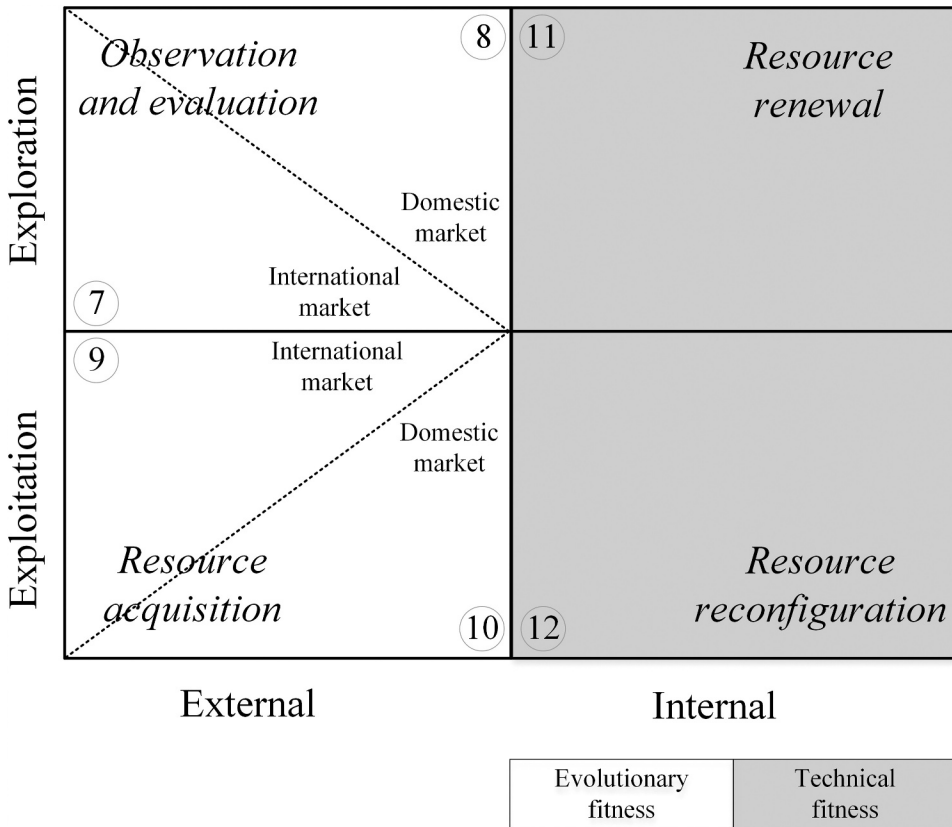 Exploration
Exploitation
Observation
and evaluation
8
Domestic
market
International
market
7
11
Resource
renewal
9
International
market
Domestic
market
Resource
acquisition
10
12
Resource
reconfiguration
External
Internal
Evolutionary
fitness
Technical
fitness